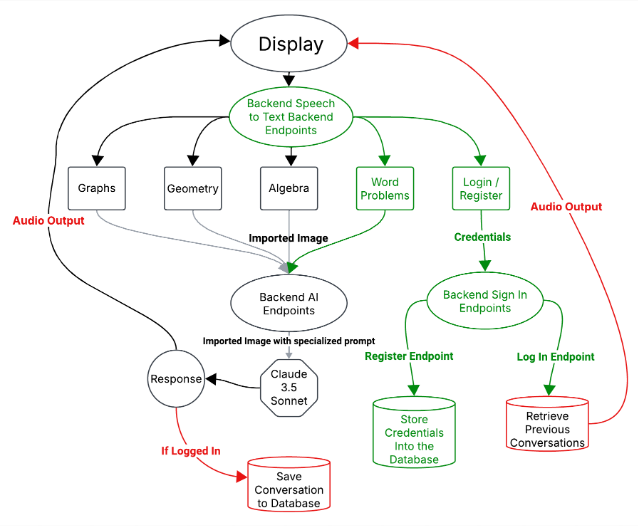 Display
Backend Speech
to Text Backend
Endpoints
Graphs
Geometry
Algebra
Word
Problems
Login /
Register
Audio Output
Imported Image
Credentials
Audio Output
Backend AI
Endpoints
Backend Sign In
Endpoints
Imported Image with specialized prompt
Register Endpoint
Log In Endpoint
Response
Claude
3.5
Sonnet
Store
Credentials
Into the
Database
Retrieve
Previous
Conversations
If Logged In
Save
Conversation
to Database